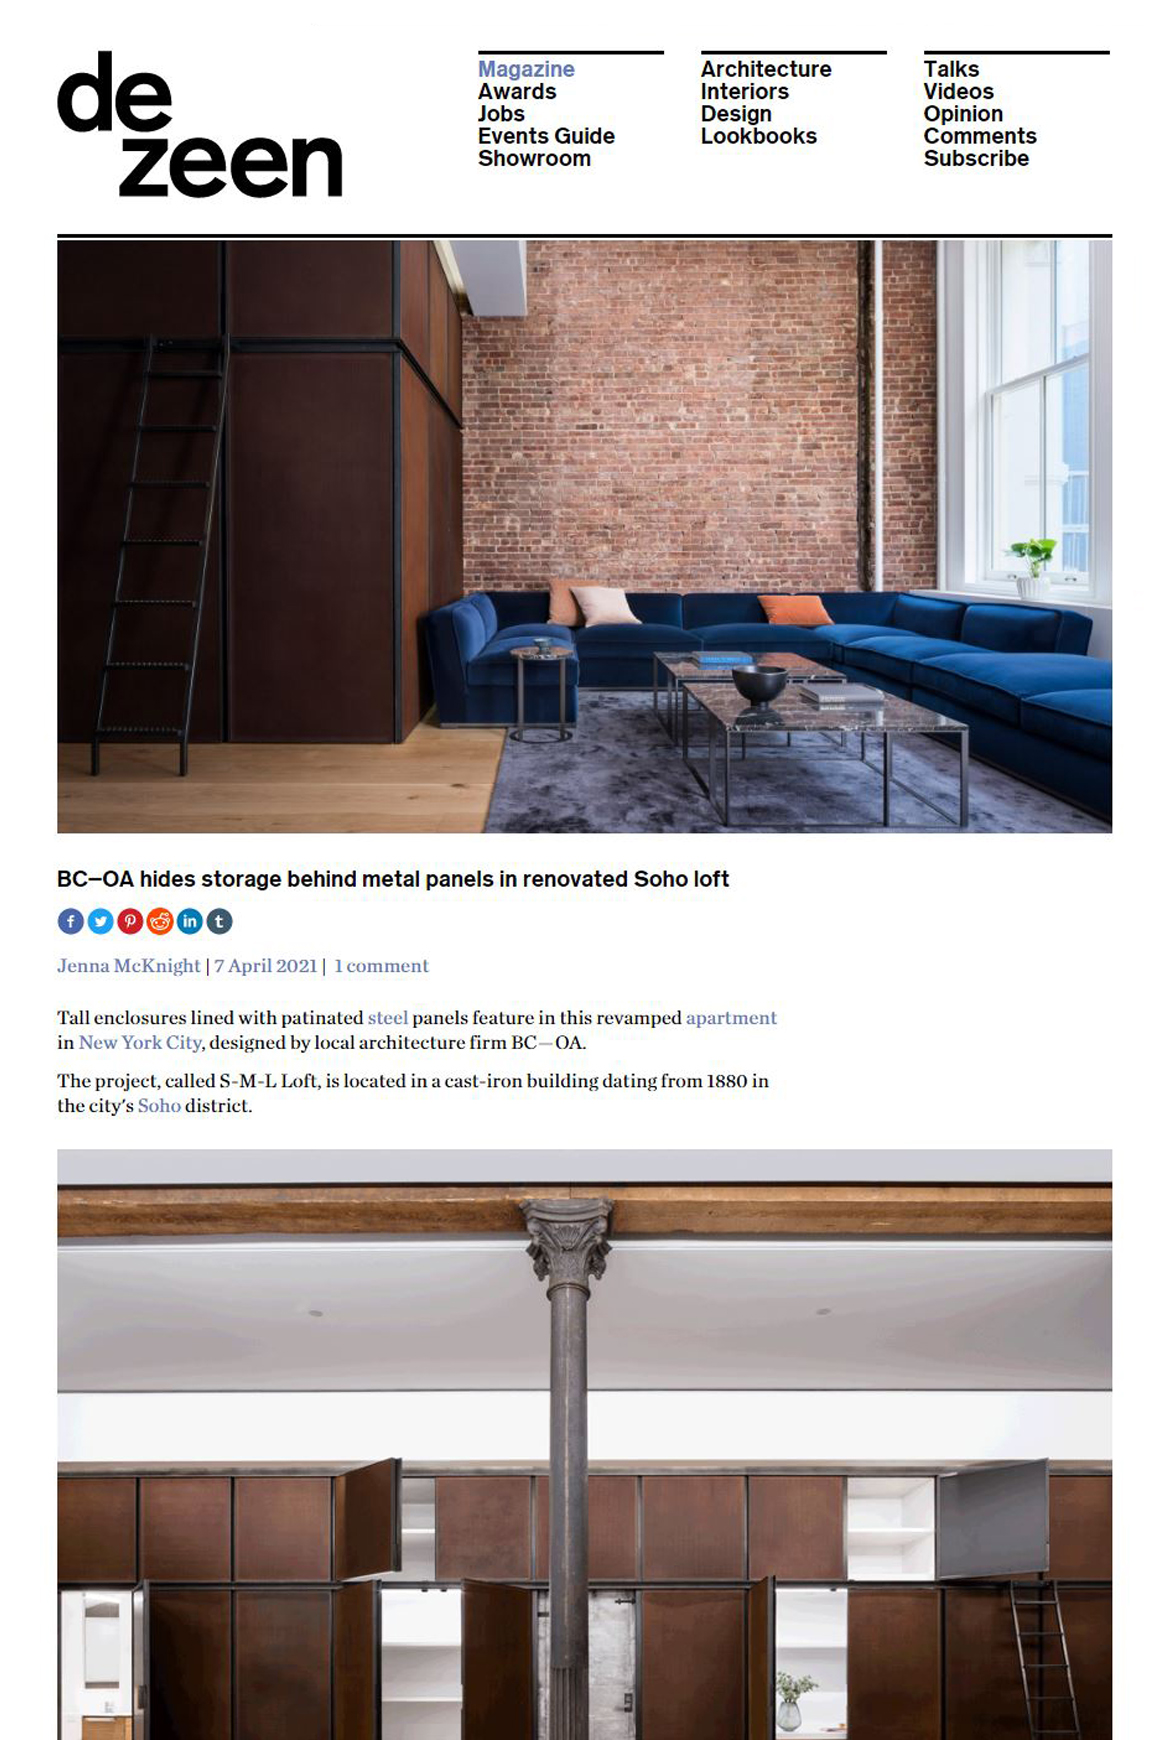 de
zeen
Magazine
Awards
Jobs
Events Guide
Showroom
Architecture
Interiors
Design
Lookbooks
Talks
Videos
Opinion
Comments
Subscribe
BC—OA hides storage behind metal panels in renovated Soho loft
Jenna McKnight | 7 April 2021 | 1 comment
Tall enclosures lined with patinated steel panels feature in this revamped apartment
in New York City, designed by local architecture firm BC—OA.
The project, called S-M-L Loft, is located in a cast-iron building dating from 1880 in
the city's Soho district.